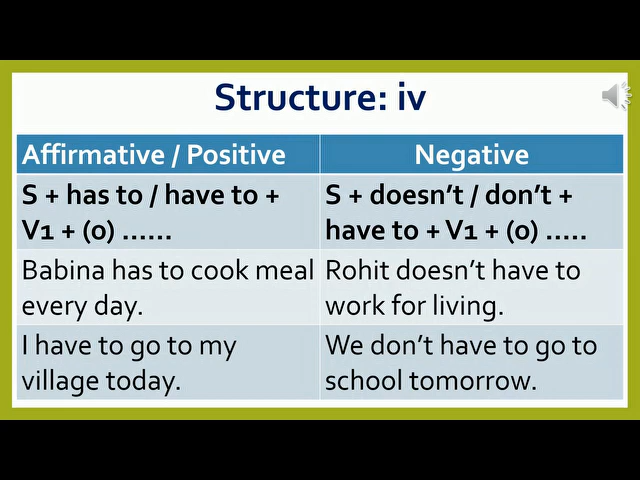 Structure: iv
Affirmative / Positive
Negative
S + has to / have to +
V1 + (o) ......
S + doesn't / don't +
have to + V1 + (o) .....
Babina has to cook meal
every day.
Rohit doesn't have to
work for living.
I have to go to my
village today.
We don't have to go to
school tomorrow.